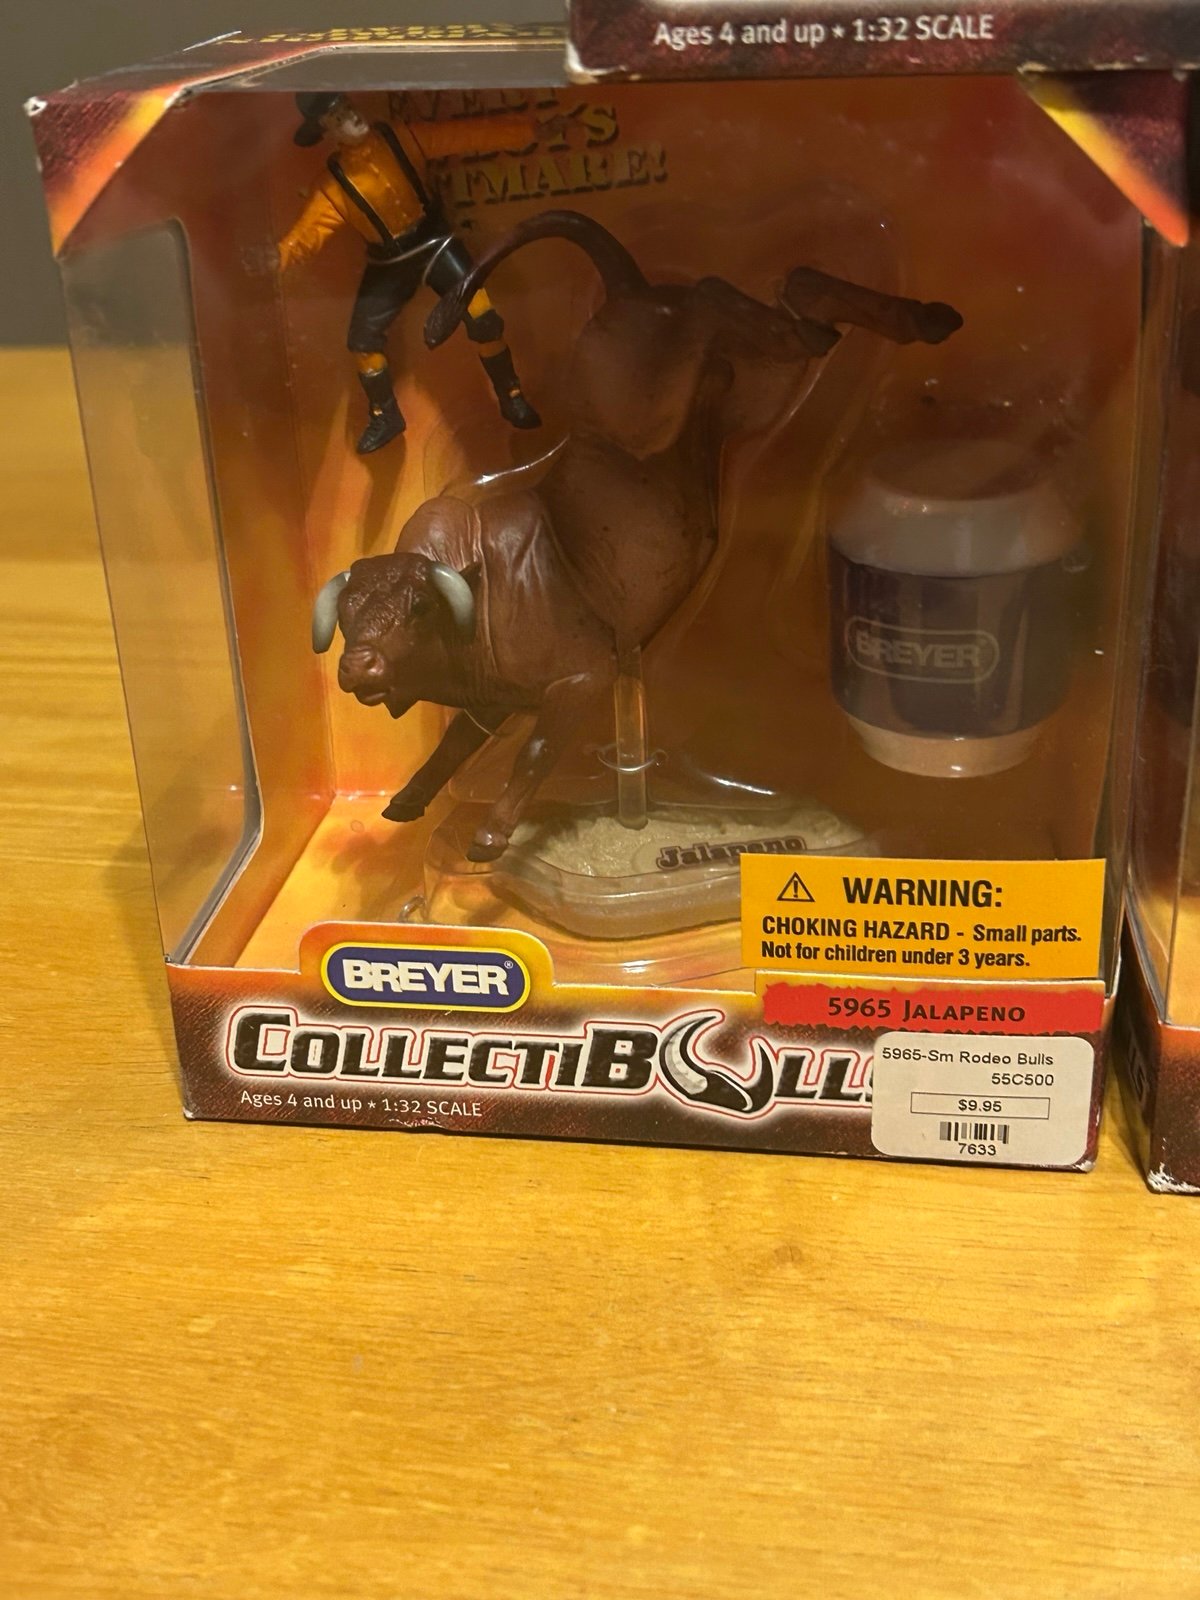 Ages 4 and up * 1:32 SCALE
BREYER
Jalapeno
WARNING:
CHOKING HAZARD - Small parts.
Not for children under 3 years.
BREYER®
5965 JALAPENO
COLLECTIBULLS
5965-Sm Rodeo Bulls
55C500
$9.95
7633
Ages 4 and up * 1:32 SCALE